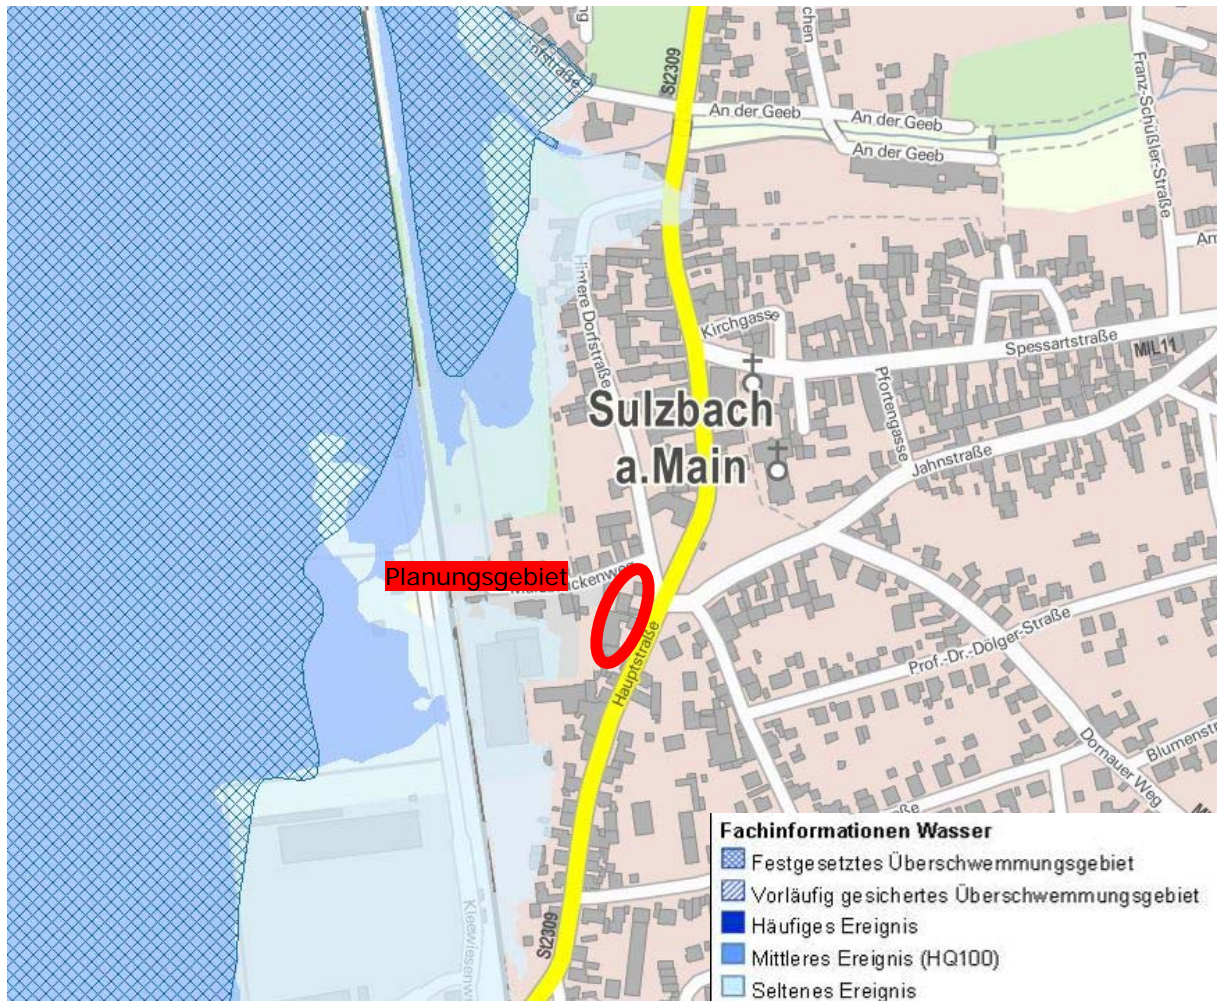 St2309
An der Geeb
An der Geeb
An der Geeb
Franz-Schüßler-Straße
Hintere Dorfstraße
Kirchgasse
Spessartstraße
MIL11
Pfortengasse
Jahnstraße
Sulzbach
a.Main
Planungsgebiet
Hauptstraße
Prof.-Dr.-Dölger-Straße
Dornauer Weg
Kleewiesenw
St2309
Fachinformationen Wasser
Festgesetztes Überschwemmungsgebiet
Vorläufig gesichertes Überschwemmungsgebiet
Häufiges Ereignis
Mittleres Ereignis (HQ100)
Seltenes Ereignis